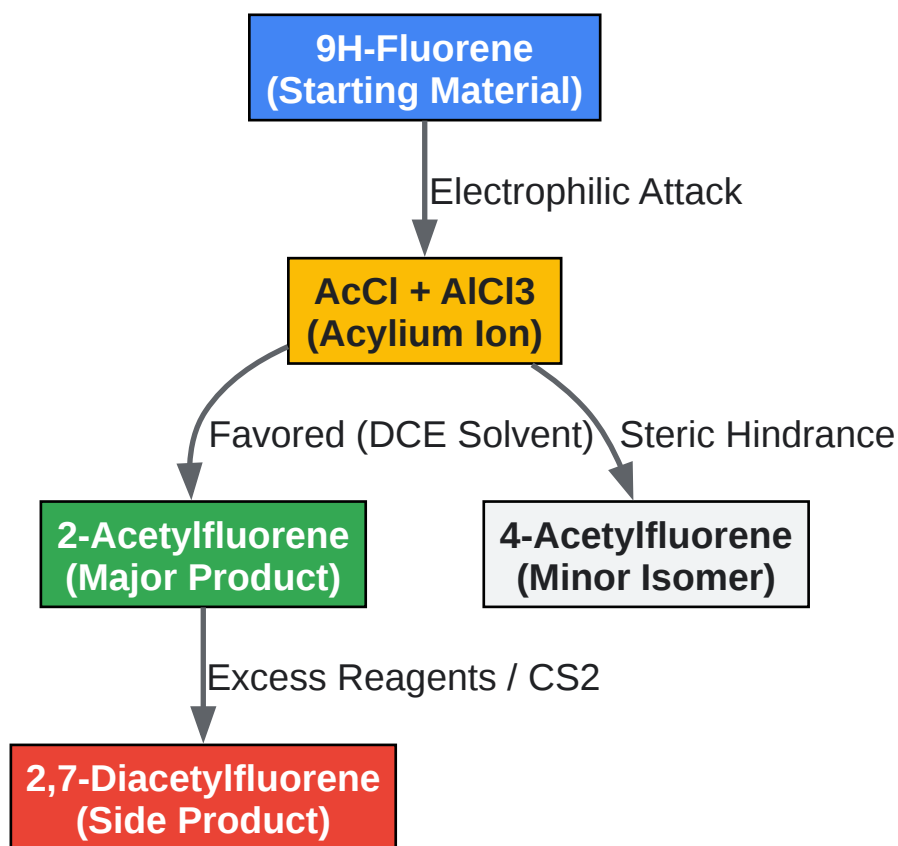 9H-Fluorene
(Starting Material)
Electrophilic Attack
AcCl + AlCl3
(Acylium Ion)
Favored (DCE Solvent)
Steric Hindrance
2-Acetylfluorene
(Major Product)
4-Acetylfluorene
(Minor Isomer)
Excess Reagents / CS2
2,7-Diacetylfluorene
(Side Product)